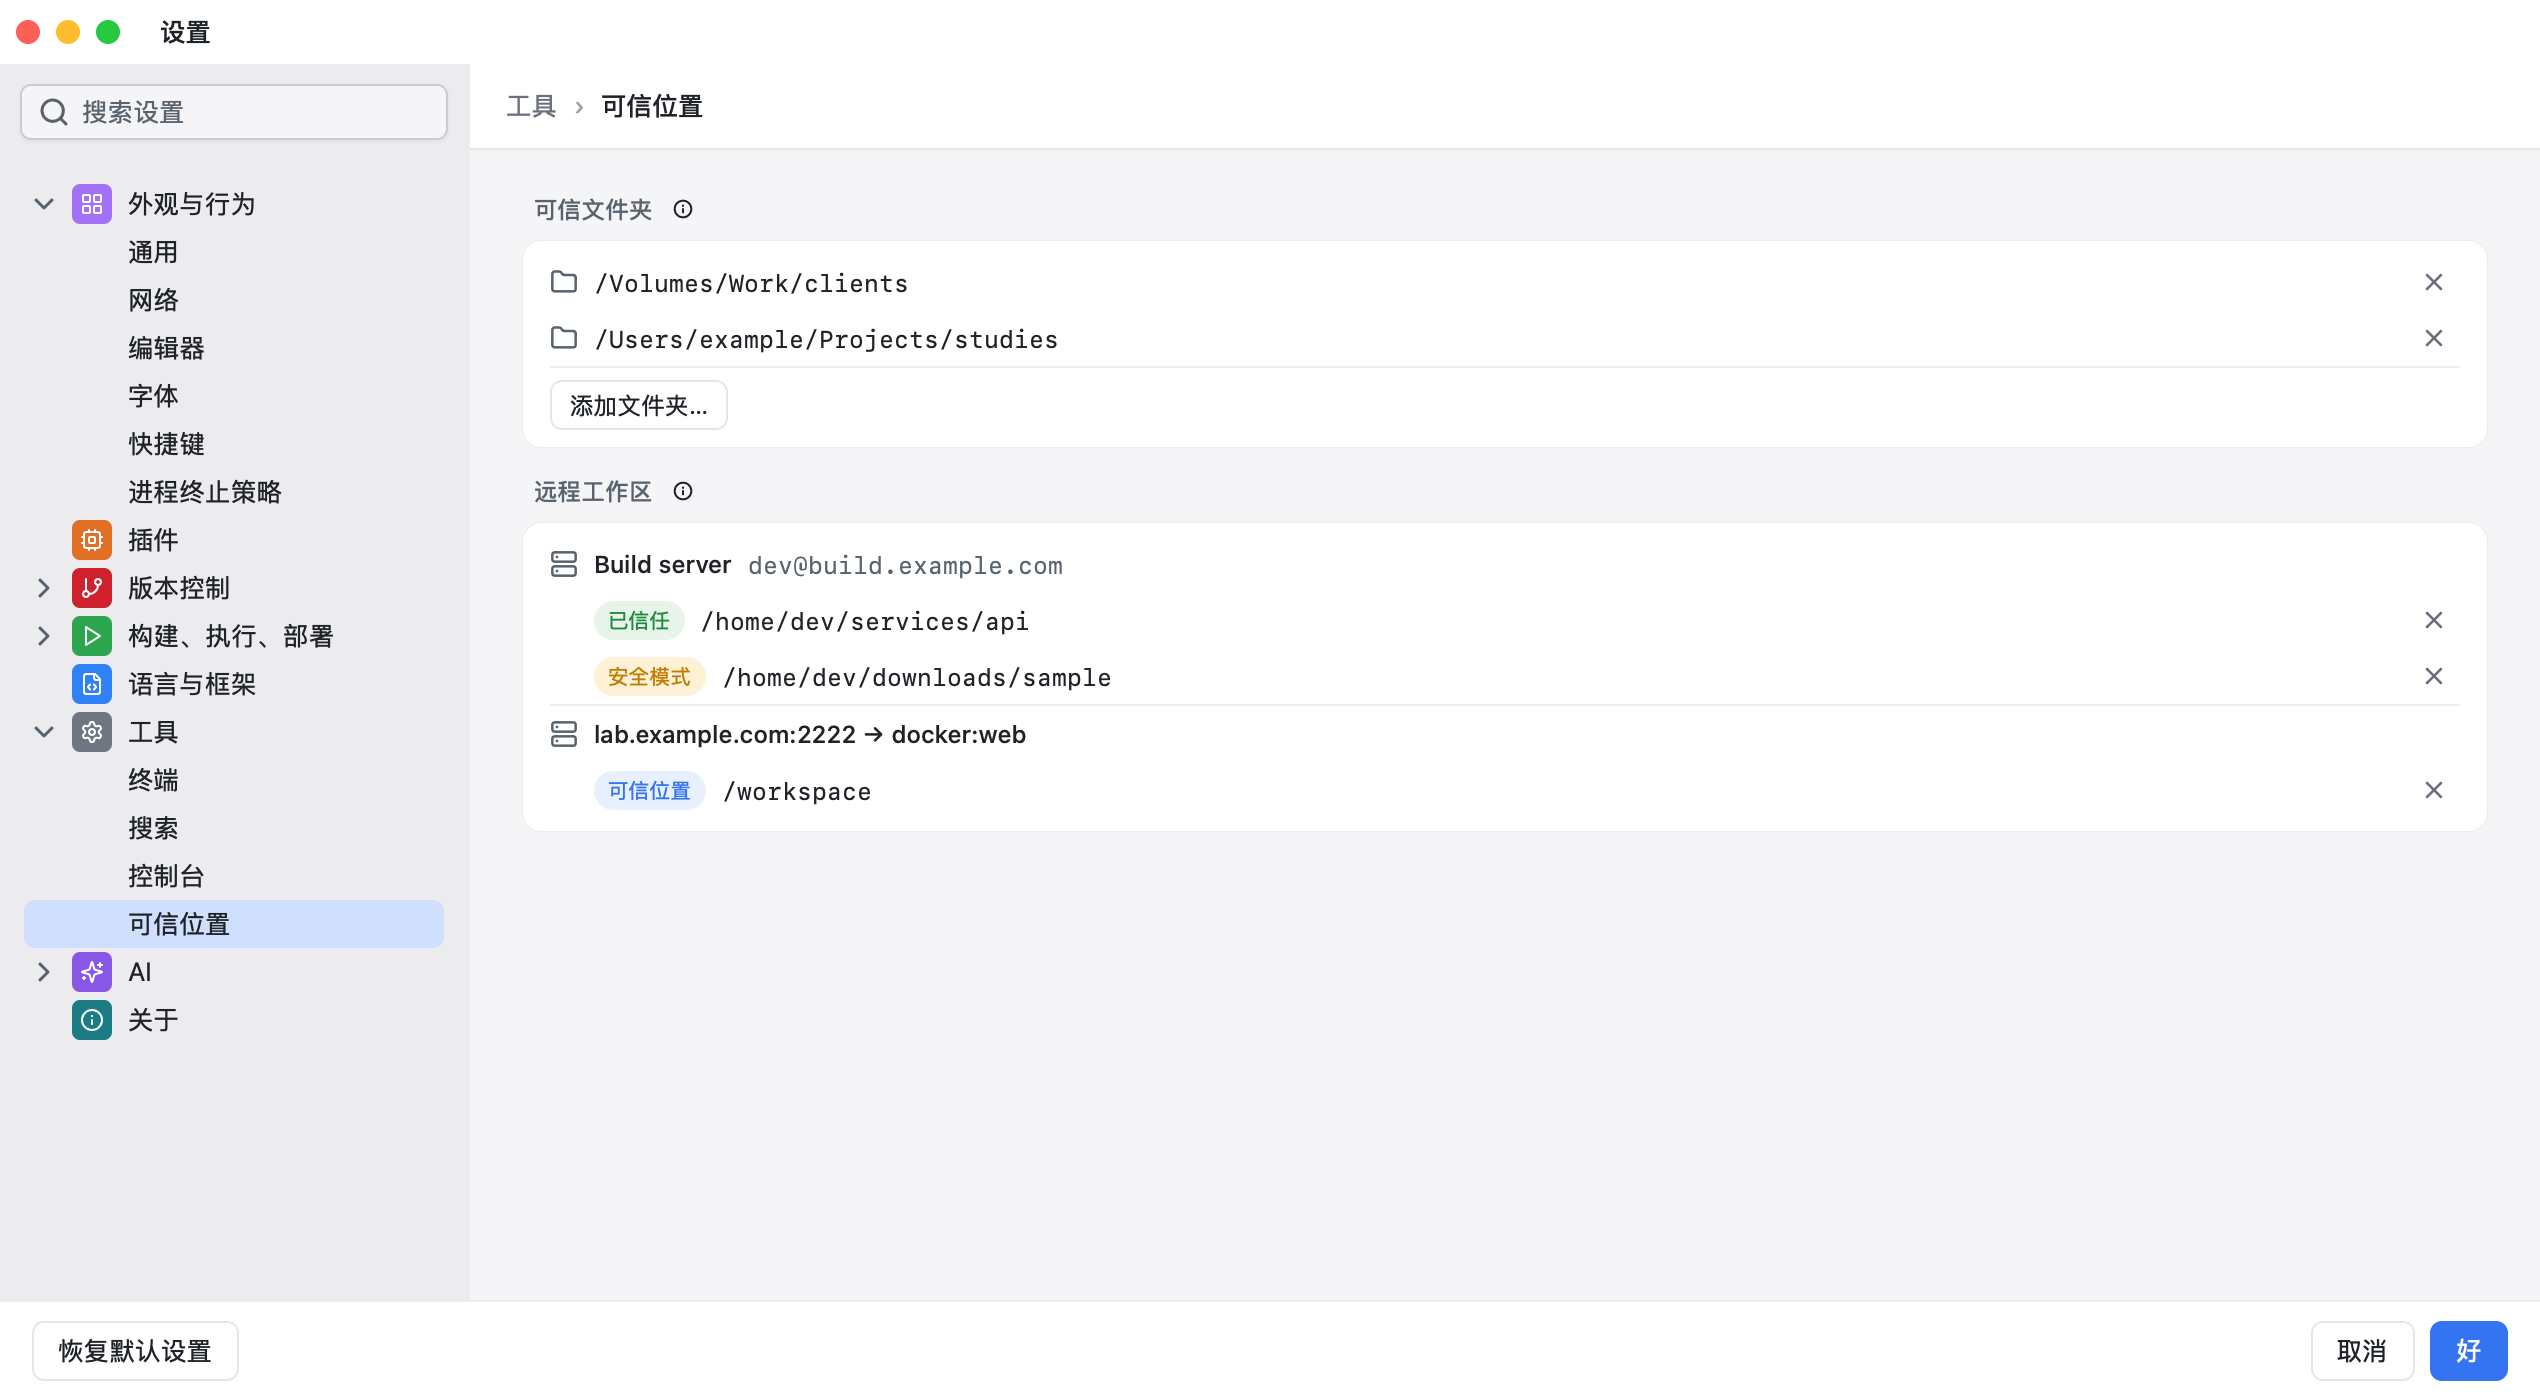 设置
搜索设置
外观与行为
通用
网络
编辑器
字体
快捷键
进程终止策略
插件
版本控制
构建、执行、部署
语言与框架
工具
终端
搜索
控制台
可信位置
AI
关于
工具 › 可信位置
可信文件夹
/Volumes/Work/clients
/Users/example/Projects/studies
添加文件夹...
远程工作区
Build server dev@build.example.com
已信任 /home/dev/services/api
安全模式 /home/dev/downloads/sample
lab.example.com:2222 → docker:web
可信位置 /workspace
恢复默认设置
取消
好